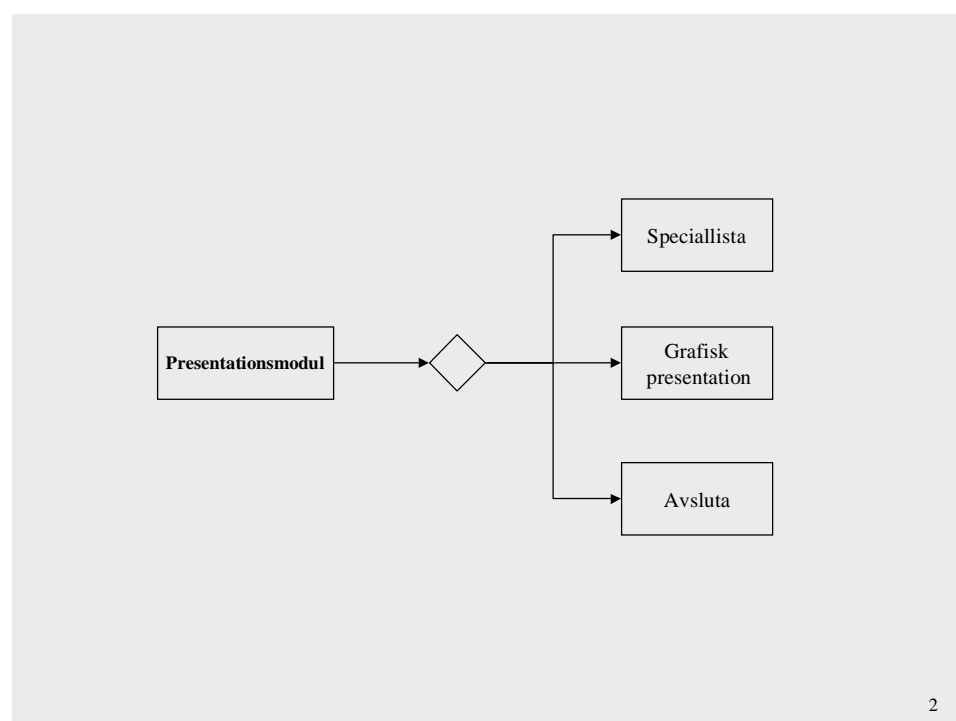 Speciallista
Presentationsmodul
Grafisk
presentation
Avsluta
2